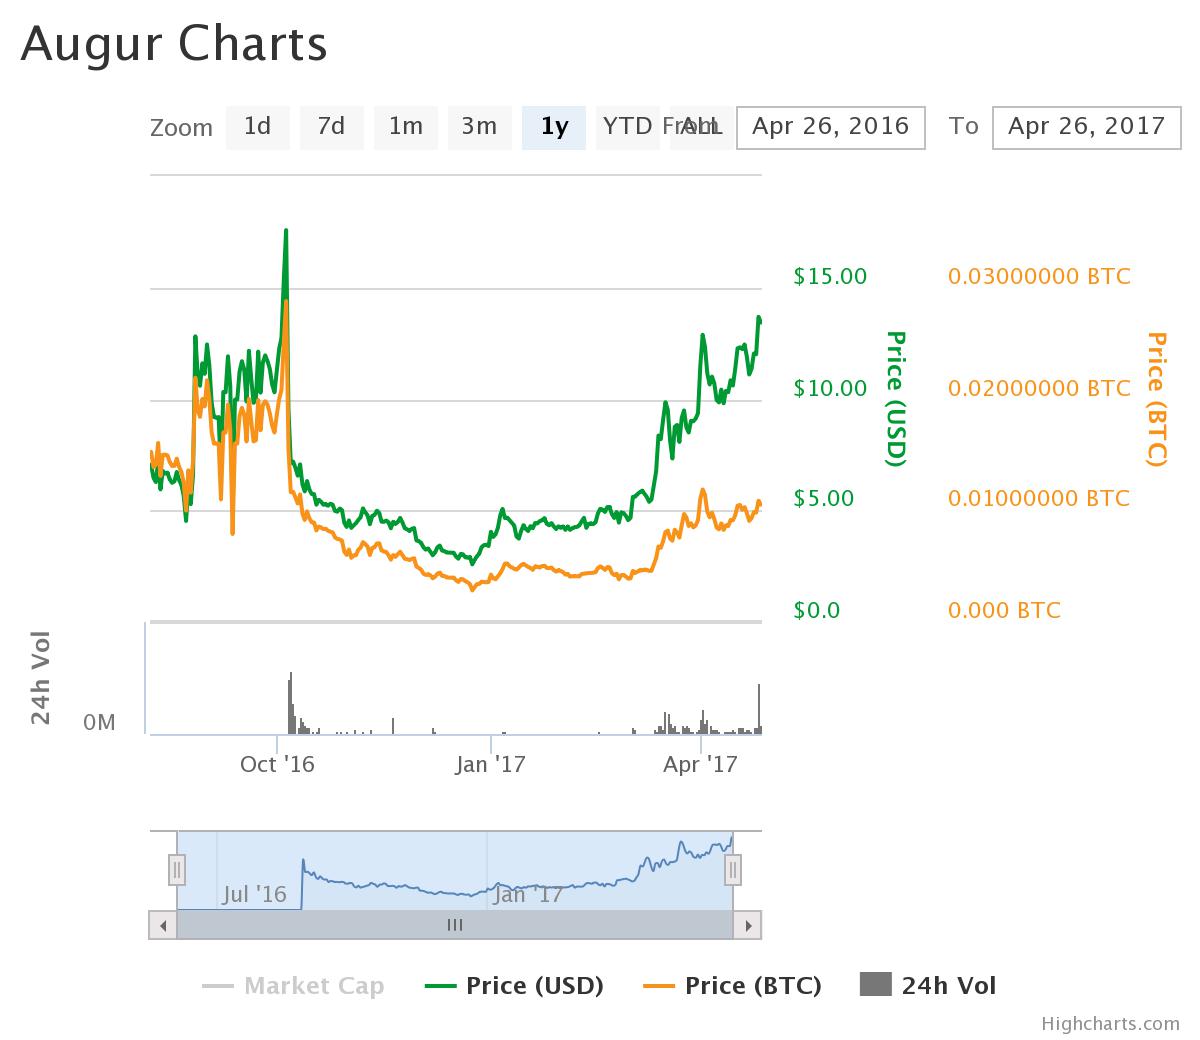 Augur Charts
Zoom 1d 7d 1m 3m 1y YTD ALL From Apr 26, 2016 To Apr 26, 2017
$15.00 0.03000000 BTC
$10.00 0.02000000 BTC
$5.00 0.01000000 BTC
$0.0 0.000 BTC
Price (USD)
Price (BTC)
24h Vol
0M
Oct '16 Jan '17 Apr '17
Jul '16 Jan '17
Market Cap Price (USD) Price (BTC) 24h Vol
Highcharts.com